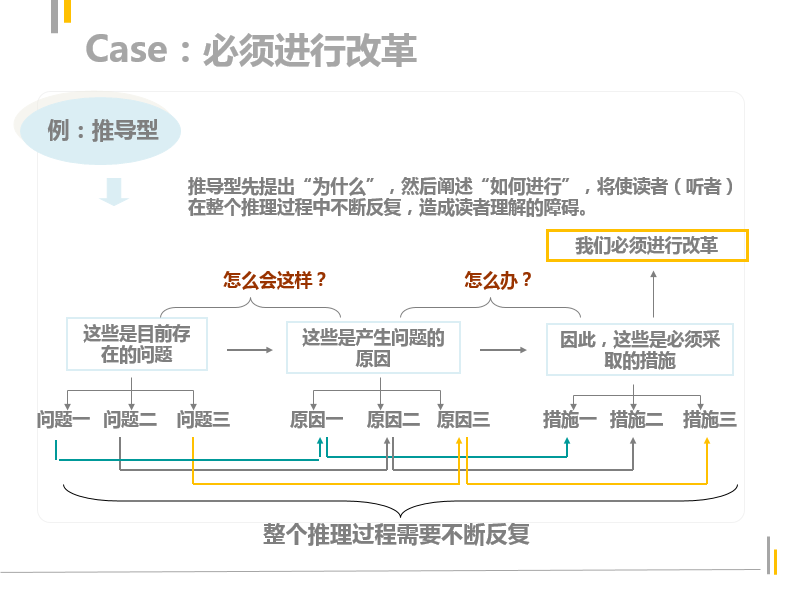 Case：必须进行改革
例：推导型
推导型先提出“为什么”，然后阐述“如何进行”，将使读者（听者）
在整个推理过程中不断反复，造成读者理解的障碍。
我们必须进行改革
怎么会这样？
怎么办？
这些是目前存
在的问题
这些是产生问题的
原因
因此，这些是必须采
取的措施
问题一 问题二 问题三 原因一 原因二 原因三 措施一 措施二 措施三
整个推理过程需要不断反复